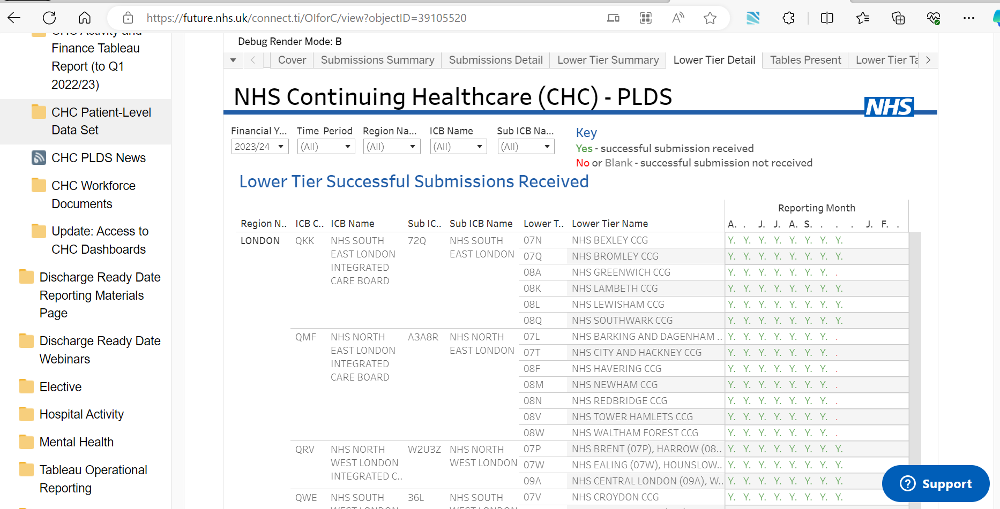 https://future.nhs.uk/connect.ti/OIforC/view?objectID=39105520
CHC Activity and
Finance Tableau
Report (to Q1
2022/23)
CHC Patient-Level
Data Set
CHC PLDS News
CHC Workforce
Documents
Update: Access to
CHC Dashboards
Discharge Ready Date
Reporting Materials
Page
Discharge Ready Date
Webinars
Elective
Hospital Activity
Mental Health
Tableau Operational
Reporting
Debug Render Mode: B
Cover Submissions Summary Submissions Detail Lower Tier Summary Lower Tier Detail Tables Present Lower Tier Ta
NHS Continuing Healthcare (CHC) - PLDS
NHS
Financial Y... Time Period Region Na... ICB Name Sub ICB Na...
2023/24 (All) (All) (All) (All)
Key
Yes - successful submission received
No or Blank - successful submission not received
Lower Tier Successful Submissions Received
Reporting Month
Region N.. ICB C.. ICB Name Sub IC.. Sub ICB Name Lower T.. Lower Tier Name A. . J. J. A. S. . . . J. F. .
LONDON QKK NHS SOUTH EAST LONDON INTEGRATED CARE BOARD 72Q NHS SOUTH EAST LONDON 07N NHS BEXLEY CCG Y. Y. Y. Y. Y. Y. Y. Y.
07Q NHS BROMLEY CCG Y. Y. Y. Y. Y. Y. Y. Y.
08A NHS GREENWICH CCG Y. Y. Y. Y. Y. Y. Y. .
08K NHS LAMBETH CCG Y. Y. Y. Y. Y. Y. Y. Y.
08L NHS LEWISHAM CCG Y. Y. Y. Y. Y. Y. Y. Y.
08Q NHS SOUTHWARK CCG Y. Y. Y. Y. Y. Y. Y. Y.
QMF NHS NORTH EAST LONDON INTEGRATED CARE BOARD A3A8R NHS NORTH EAST LONDON 07L NHS BARKING AND DAGENHAM .. Y. Y. Y. Y. Y. Y. Y. .
07T NHS CITY AND HACKNEY CCG Y. Y. Y. Y. Y. Y. Y. .
08F NHS HAVERING CCG Y. Y. Y. Y. Y. Y. Y. .
08M NHS NEWHAM CCG Y. Y. Y. Y. Y. Y. Y. .
08N NHS REDBRIDGE CCG Y. Y. Y. Y. Y. Y. Y. .
08V NHS TOWER HAMLETS CCG Y. Y. Y. Y. Y. Y. Y. .
08W NHS WALTHAM FOREST CCG Y. Y. Y. Y. Y. Y. Y. .
QRV NHS NORTH WEST LONDON INTEGRATED C.. W2U3Z NHS NORTH WEST LONDON 07P NHS BRENT (07P), HARROW (08.. Y. Y. Y. Y. Y. Y. Y. Y.
07W NHS EALING (07W), HOUNSLOW.. Y. Y. Y. Y. Y. Y. Y. Y.
09A NHS CENTRAL LONDON (09A), W.. Y. Y. Y. Y. Y. Y. Y. Y.
QWE NHS SOUTH WEST LONDON 36L NHS SOUTH WEST LONDON 07V NHS CROYDON CCG Y. Y. Y. Y. Y. Y. Y. Y.
Support